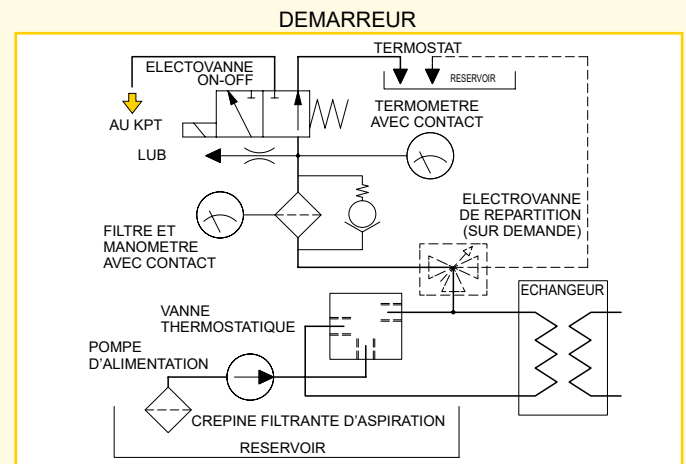 DEMARREUR
TERMOSTAT
ELECTOVANNE
ON-OFF
RESERVOIR
AU KPT
TERMOMETRE
AVEC CONTACT
LUB
ELECTROVANNE
DE REPARTITION
(SUR DEMANDE)
FILTRE ET
MANOMETRE
AVEC CONTACT
ECHANGEUR
VANNE
THERMOSTATIQUE
POMPE
D'ALIMENTATION
CREPINE FILTRANTE D'ASPIRATION
RESERVOIR